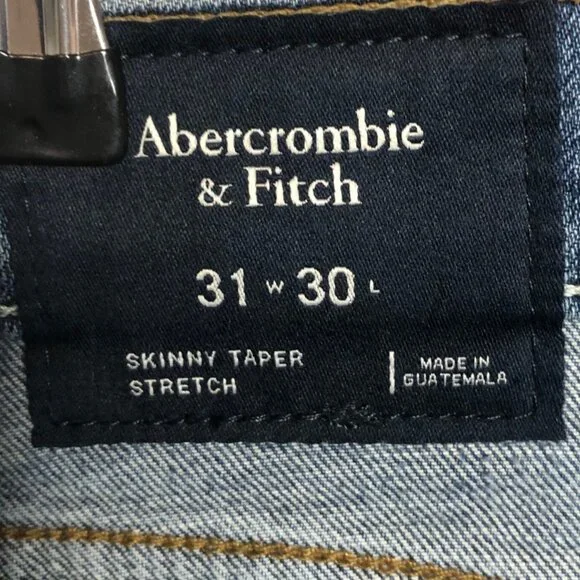 Abercrombie
& Fitch
31 W 30 L
SKINNY TAPER
STRETCH
MADE IN
GUATEMALA